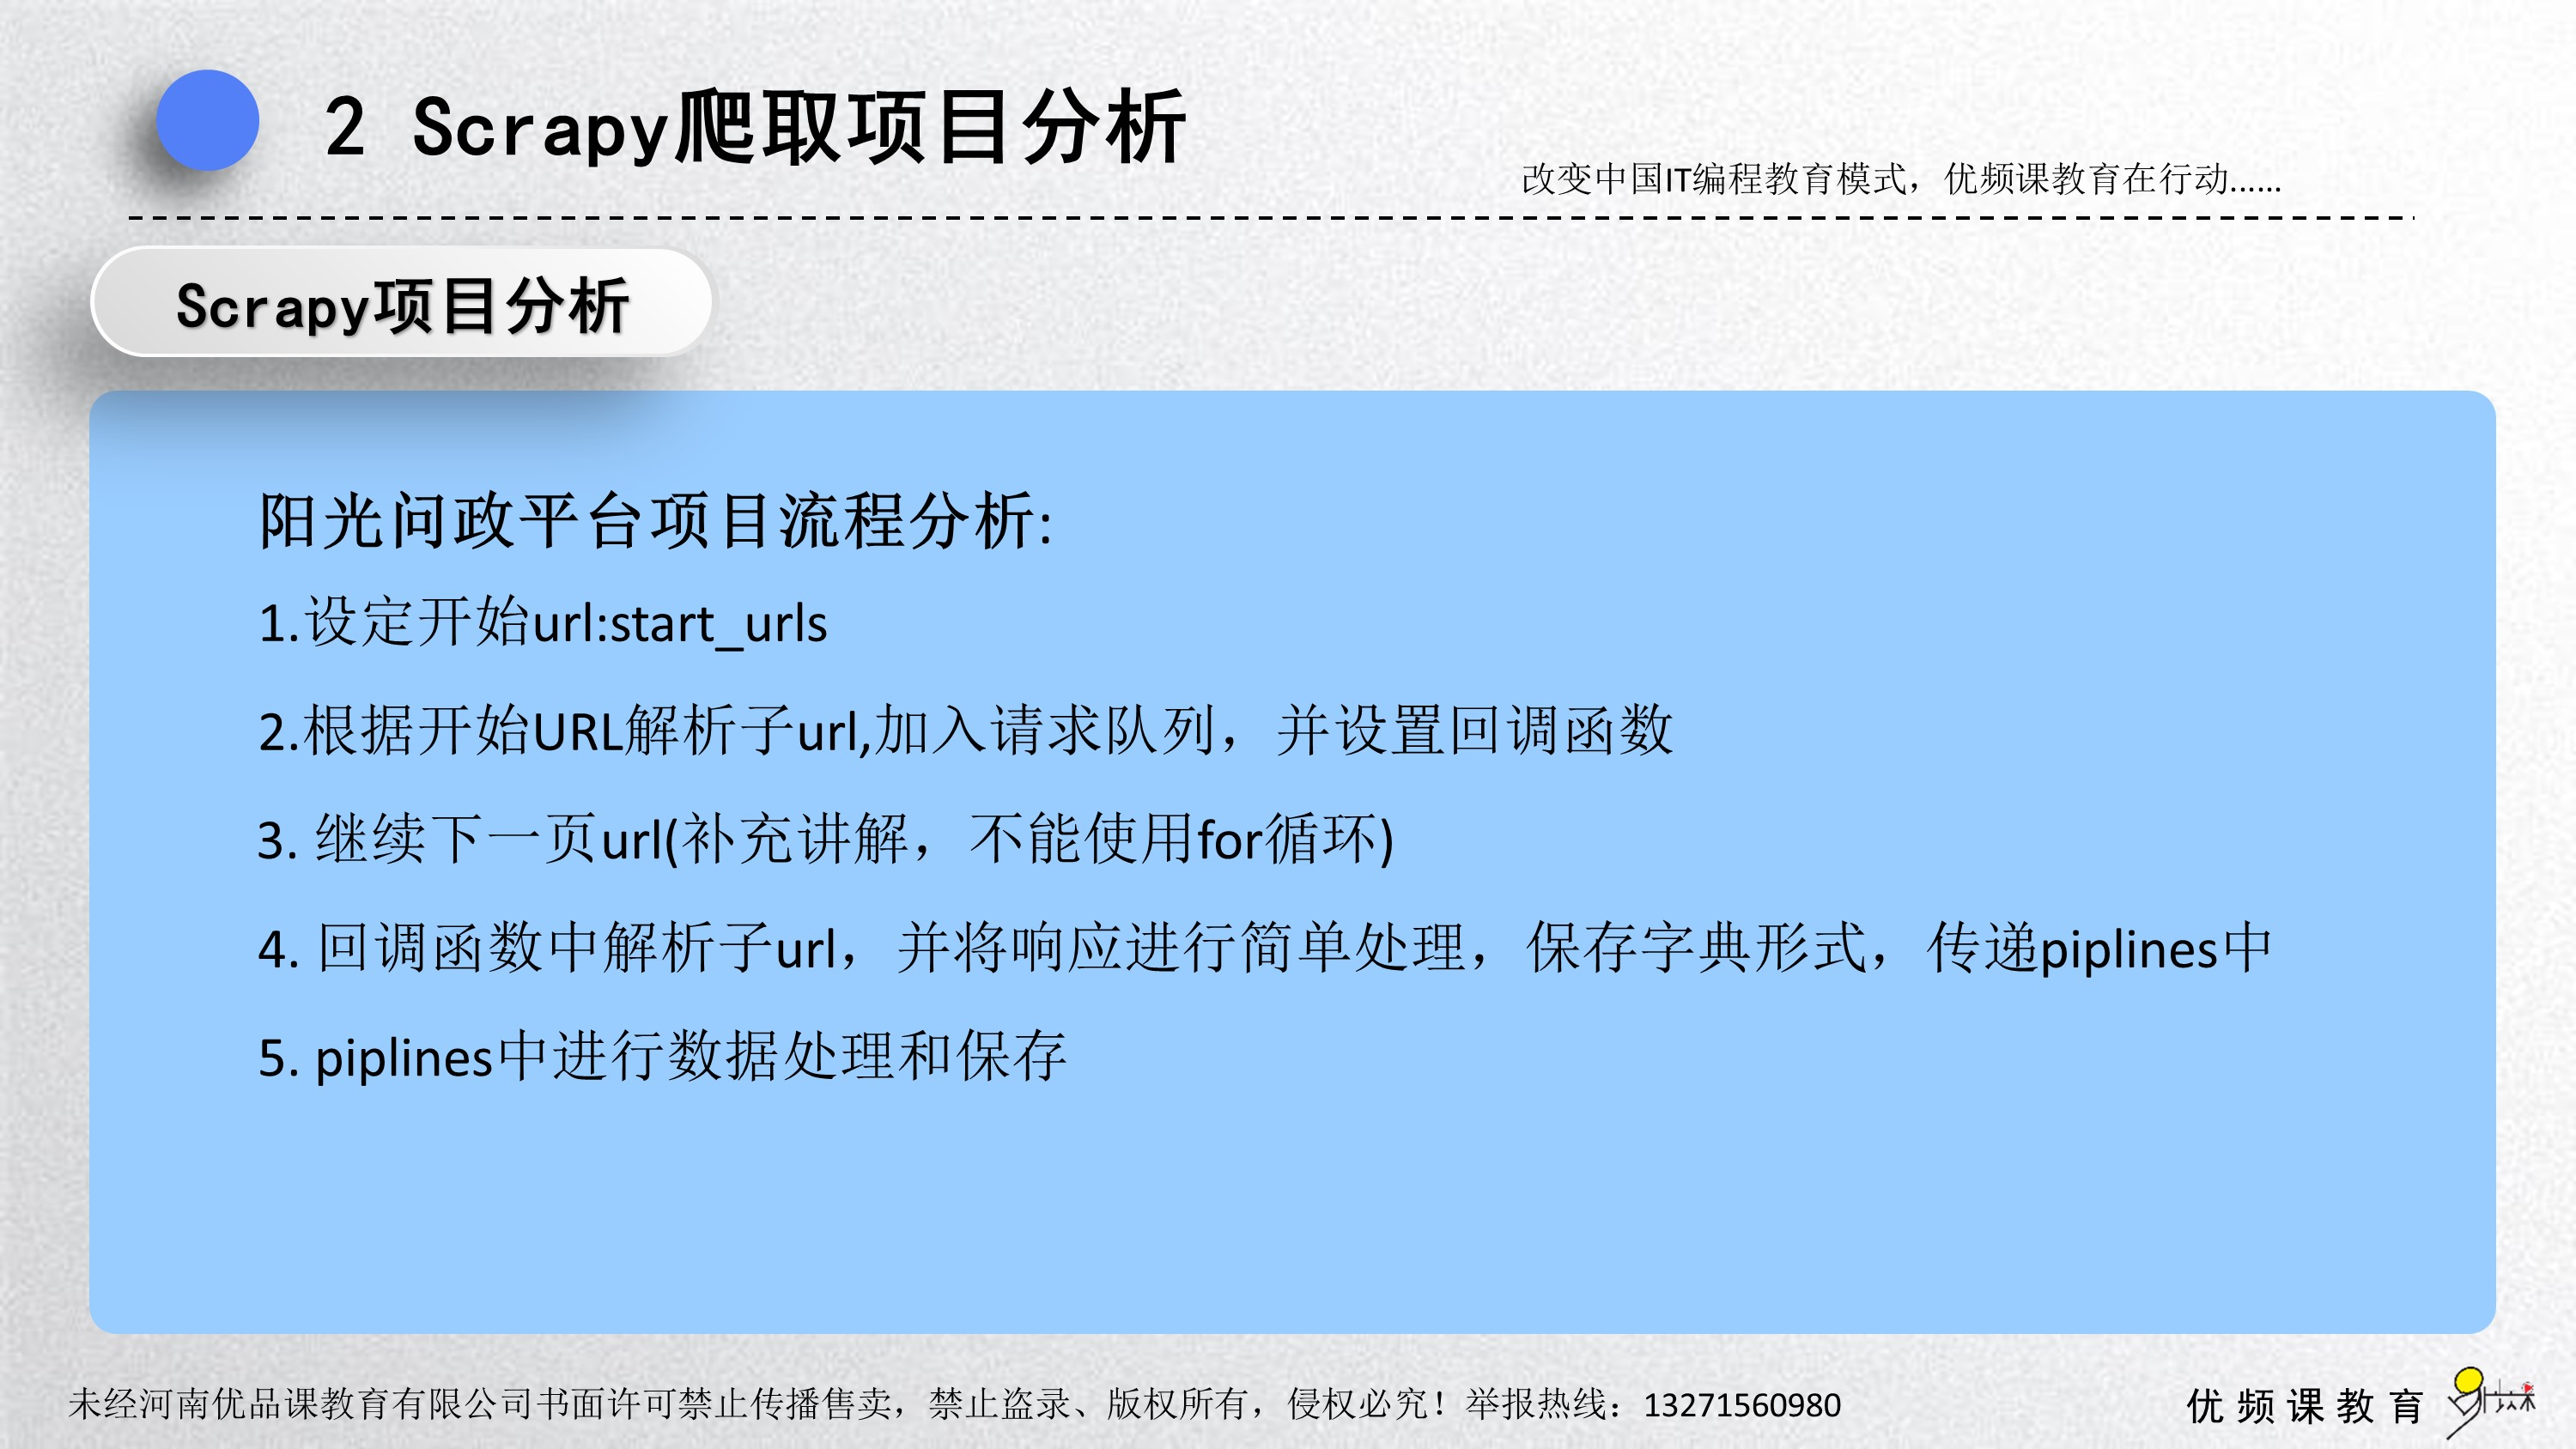 2 Scrapy爬取项目分析
改变中国IT编程教育模式，优频课教育在行动......
Scrapy项目分析
阳光问政平台项目流程分析:
1.设定开始url:start_urls
2.根据开始URL解析子url,加入请求队列，并设置回调函数
3. 继续下一页url(补充讲解，不能使用for循环)
4. 回调函数中解析子url，并将响应进行简单处理，保存字典形式，传递piplines中
5. piplines中进行数据处理和保存
未经河南优品课教育有限公司书面许可禁止传播售卖，禁止盗录、版权所有，侵权必究！举报热线：13271560980
优频课教育